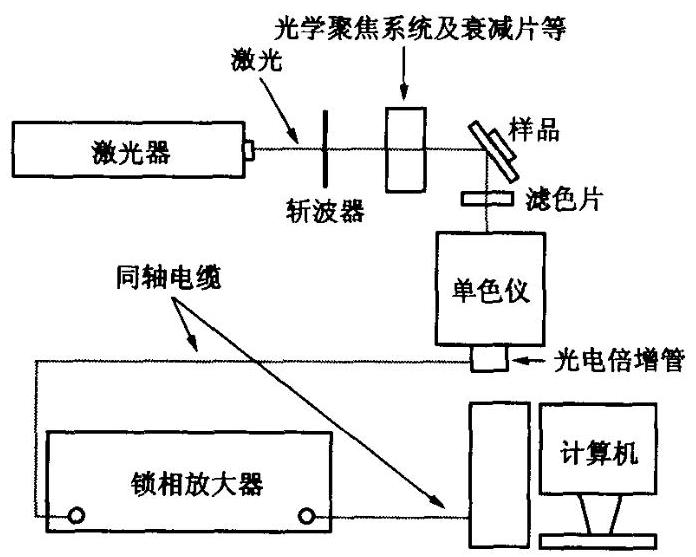 光学聚焦系统及衰减片等
激光
样品
激光器
斩波器
滤色片
同轴电缆
单色仪
光电倍增管
计算机
锁相放大器